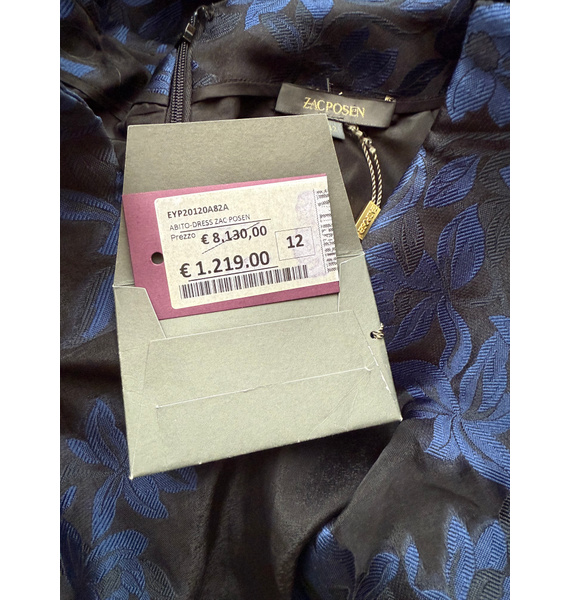 ZAC POSEN
EYP20120A82A
ABITO-DRESS ZAC POSEN
Prezzo € 8,130,00
12
€ 1.219.00